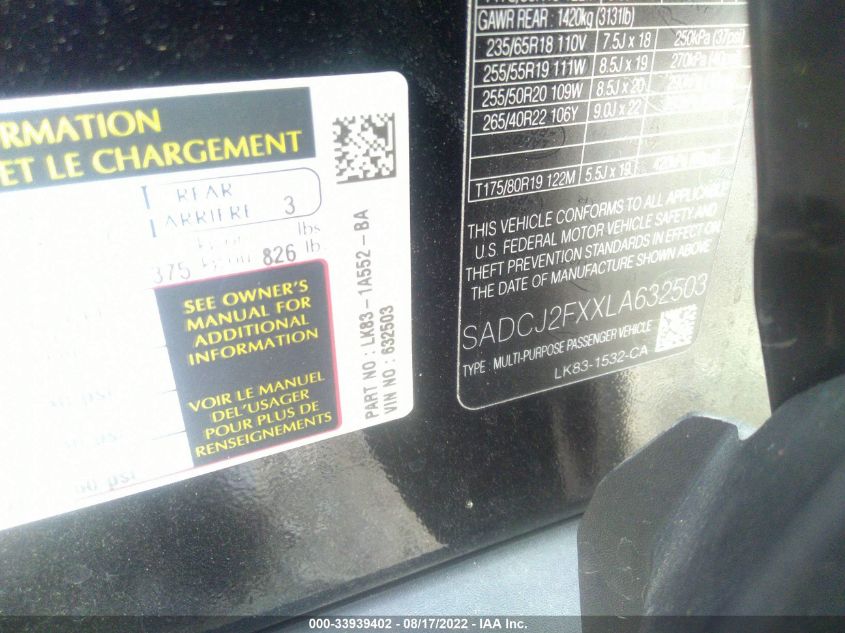 RMATION
ET LE CHARGEMENT
REAR
ARRIERE 3
lbs
375 826 lb.
SEE OWNER'S
MANUAL FOR
ADDITIONAL
INFORMATION
VOIR LE MANUEL
DEL'USAGER
POUR PLUS DE
RENSEIGNEMENTS
psi
PART NO : LK83-1A552-BA
VIN NO : 632503
GAWR REAR : 1420kg (3131lb)
235/65R18 110V 7.5J x 18 250kPa (37psi)
255/55R19 111W 8.5J x 19 270kPa
255/50R20 109W 8.5J x 20
265/40R22 106Y 9.0J x 22
T175/80R19 122M 5.5J x 19
THIS VEHICLE CONFORMS TO ALL APPLICABLE
U.S. FEDERAL MOTOR VEHICLE SAFETY AND
THEFT PREVENTION STANDARDS IN EFFECT ON
THE DATE OF MANUFACTURE SHOWN ABOVE
SADCJ2FXXLA632503
TYPE : MULTI-PURPOSE PASSENGER VEHICLE
LK83-1532-CA
000-33939402 - 08/17/2022 - IAA Inc.